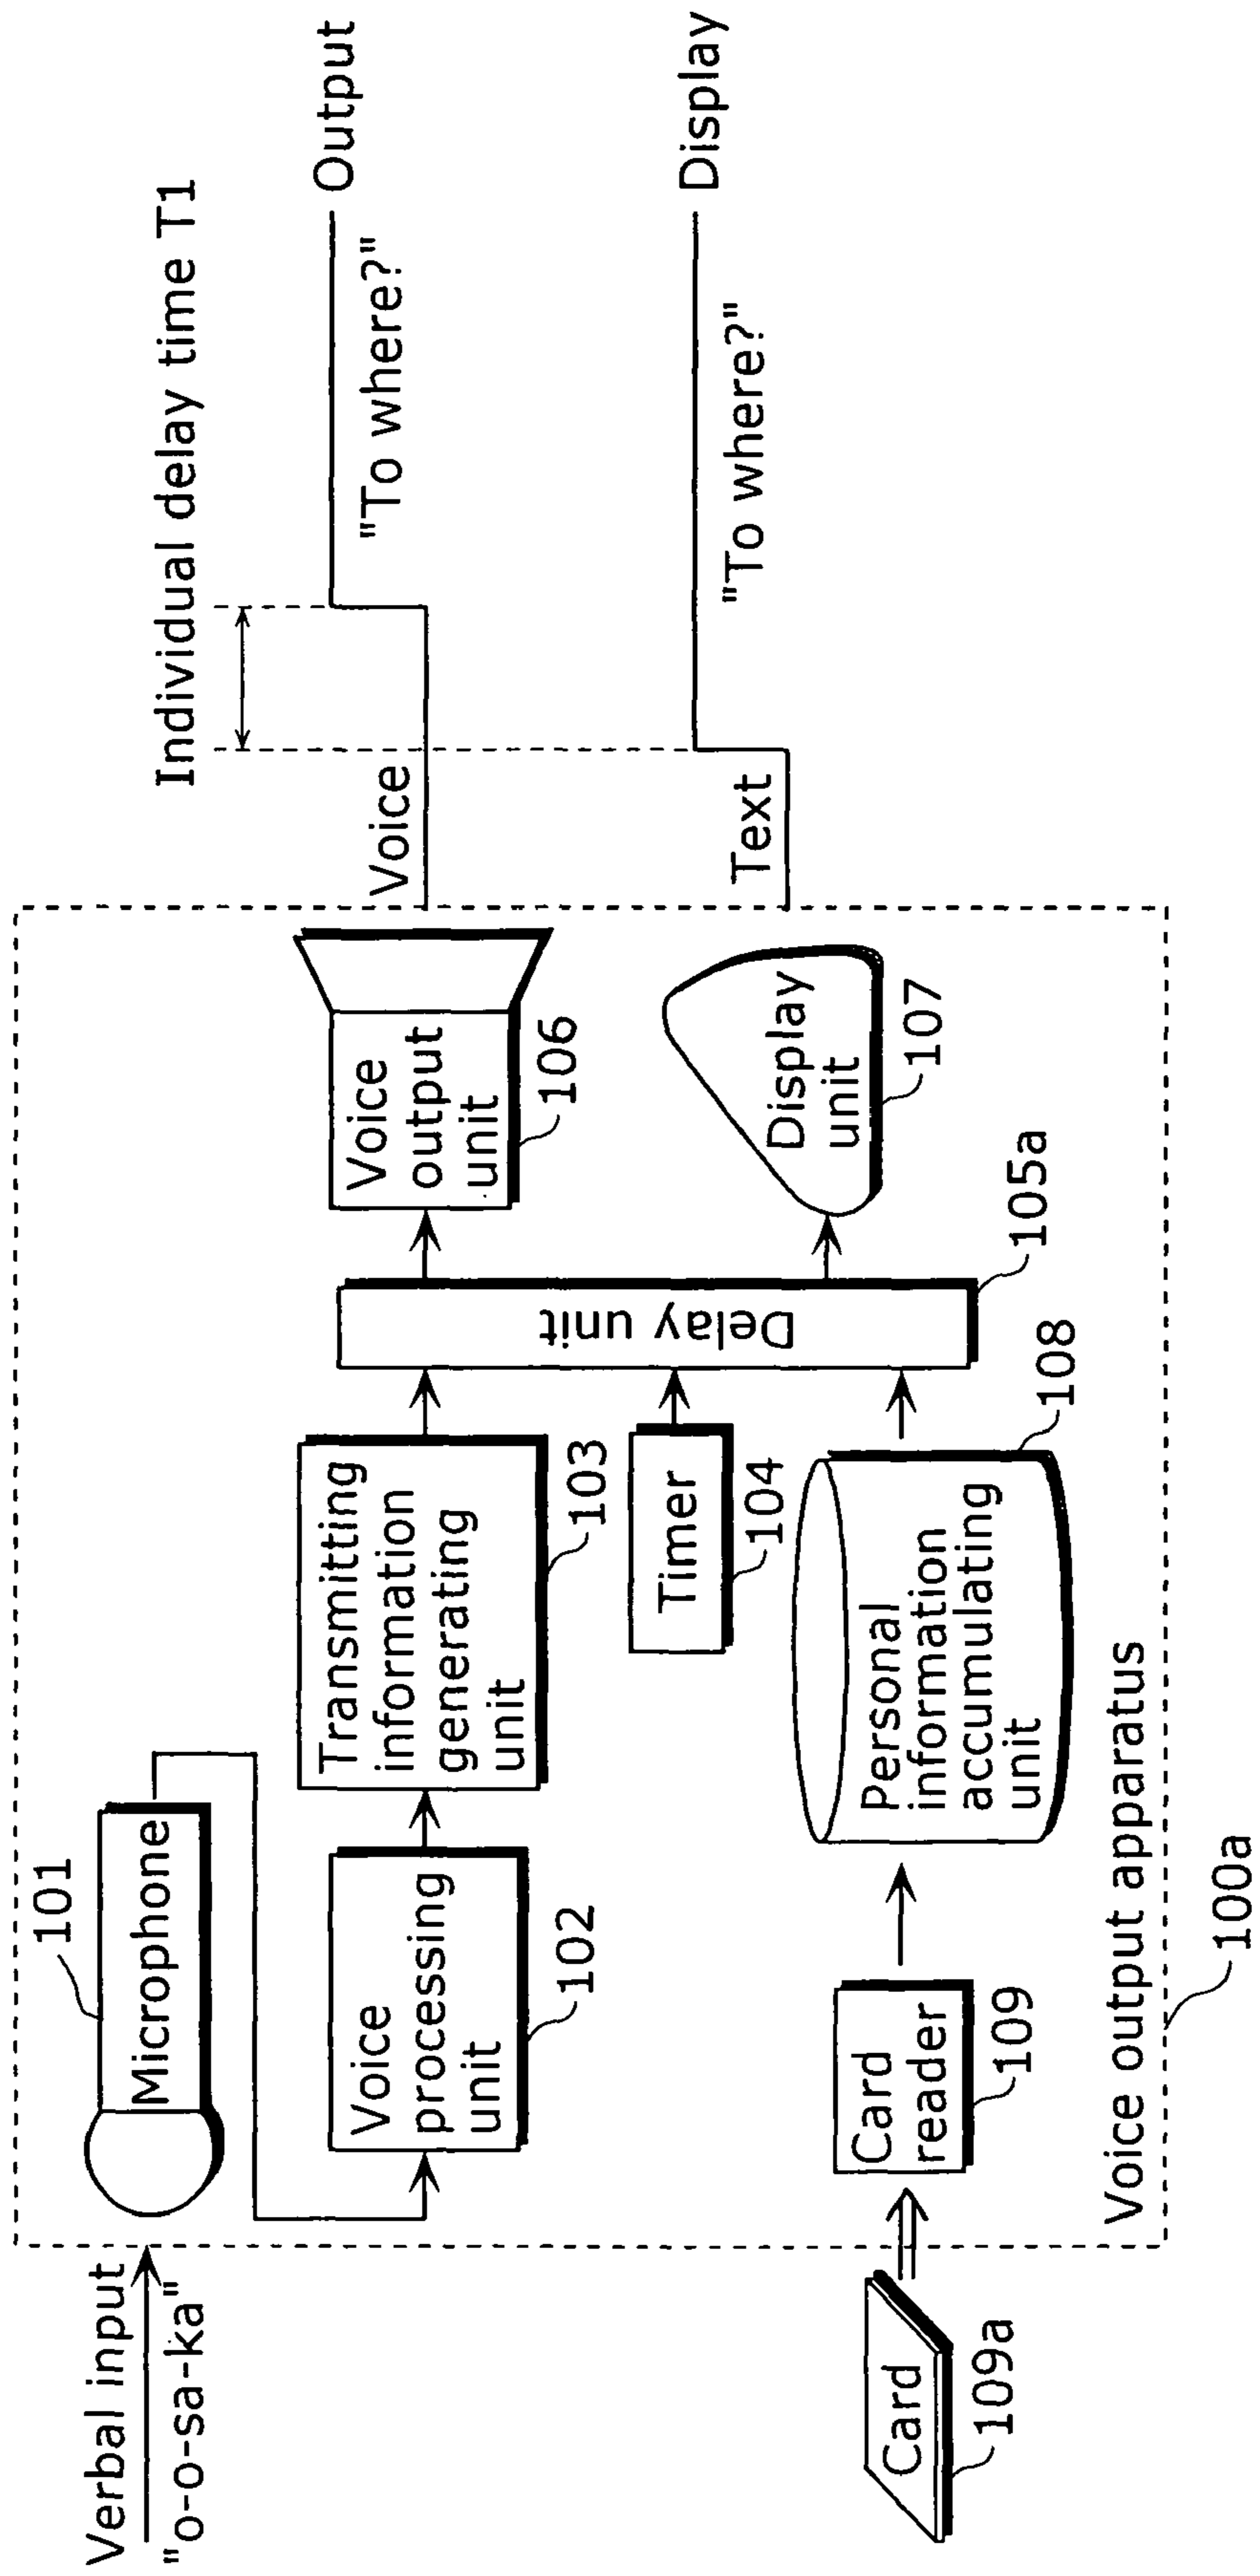 Verbal input
"o-o-sa-ka"
101
Microphone
Voice
processing
unit
102
Transmitting
information
generating
unit
103
Timer
104
Delay unit
105a
Voice
output
unit
106
Display
unit
107
Card
109a
Card
reader
109
Personal
information
accumulating
unit
108
Voice output apparatus
100a
Individual delay time T1
Voice
"To where?"
Output
Text
"To where?"
Display